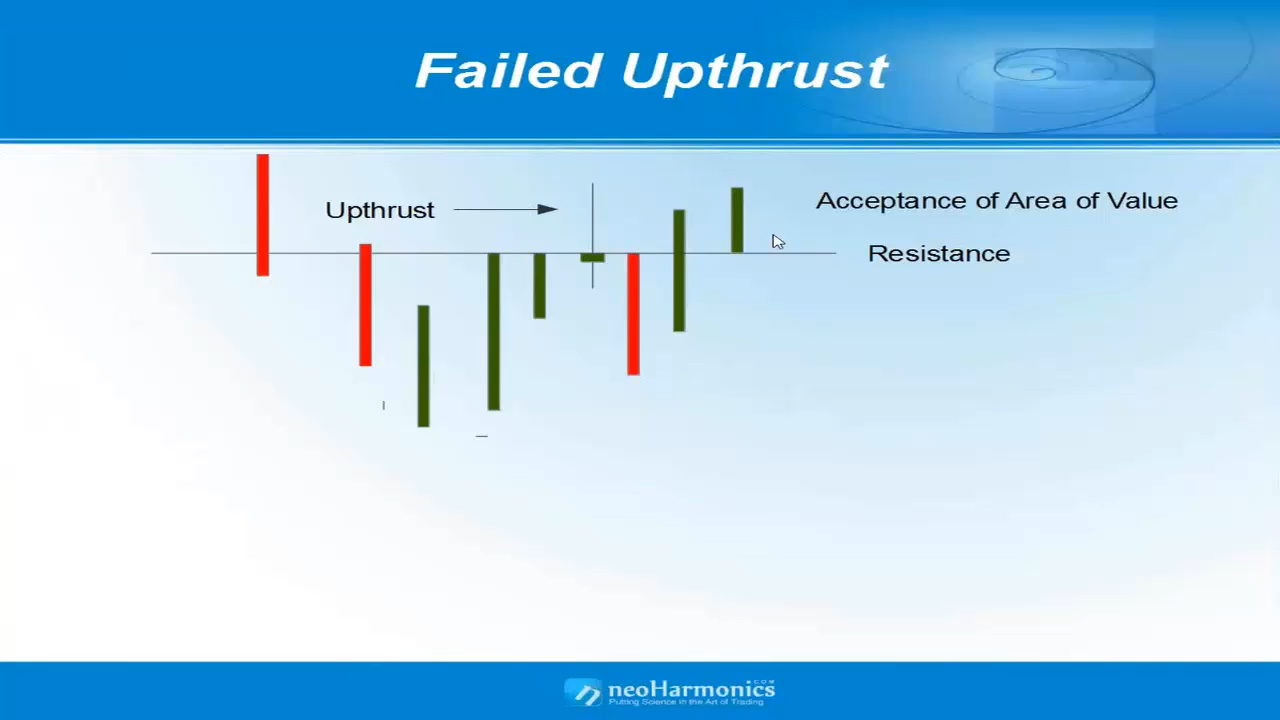 Failed Upthrust
Upthrust
Acceptance of Area of Value
Resistance
neoHarmonics
.COM
Putting Science in the Art of Trading